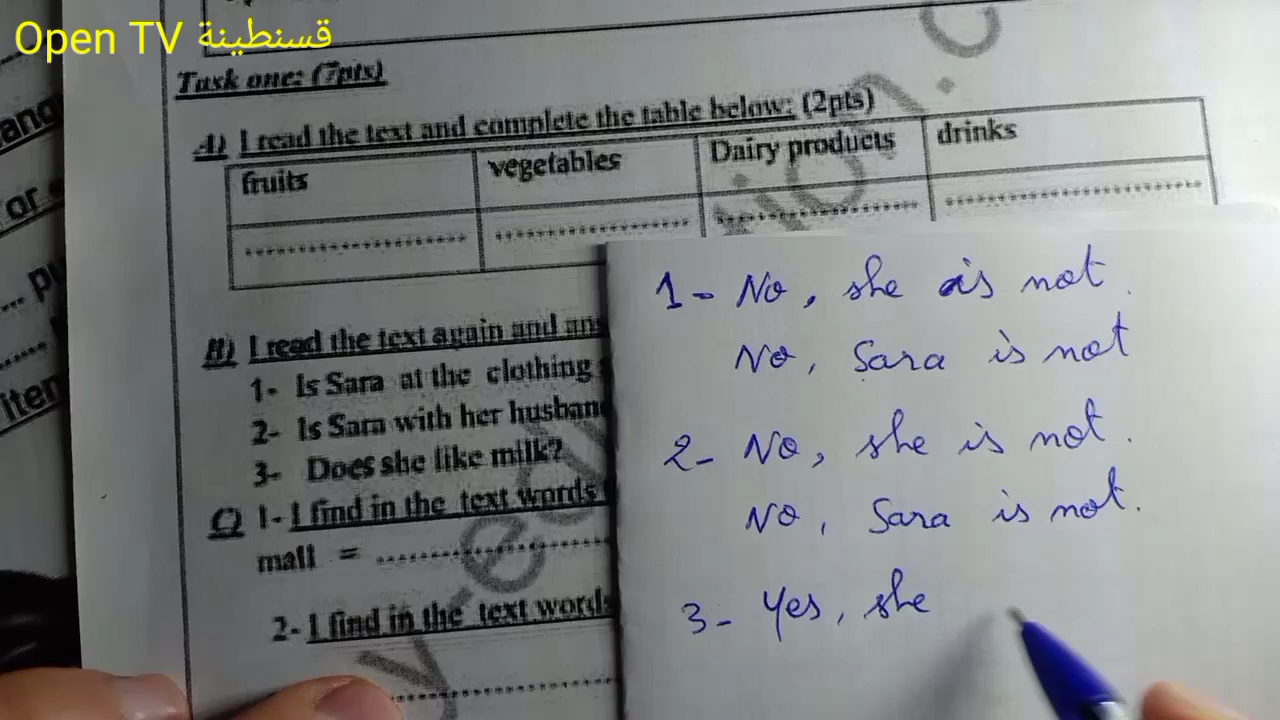 Open TV قسنطينة
Task one: (7pts)
A) I read the text and complete the table below: (2pts)
fruits vegetables Dairy products drinks
B) I read the text again and ans
1- Is Sara at the clothing
2- Is Sara with her husban
3- Does she like milk?
C) 1- I find in the text words
mall = ....................
2- I find in the text words
ang
or
... pu
iten
1- No, she is not.
No, Sara is not
2- No, she is not.
No, Sara is not.
3- Yes, she